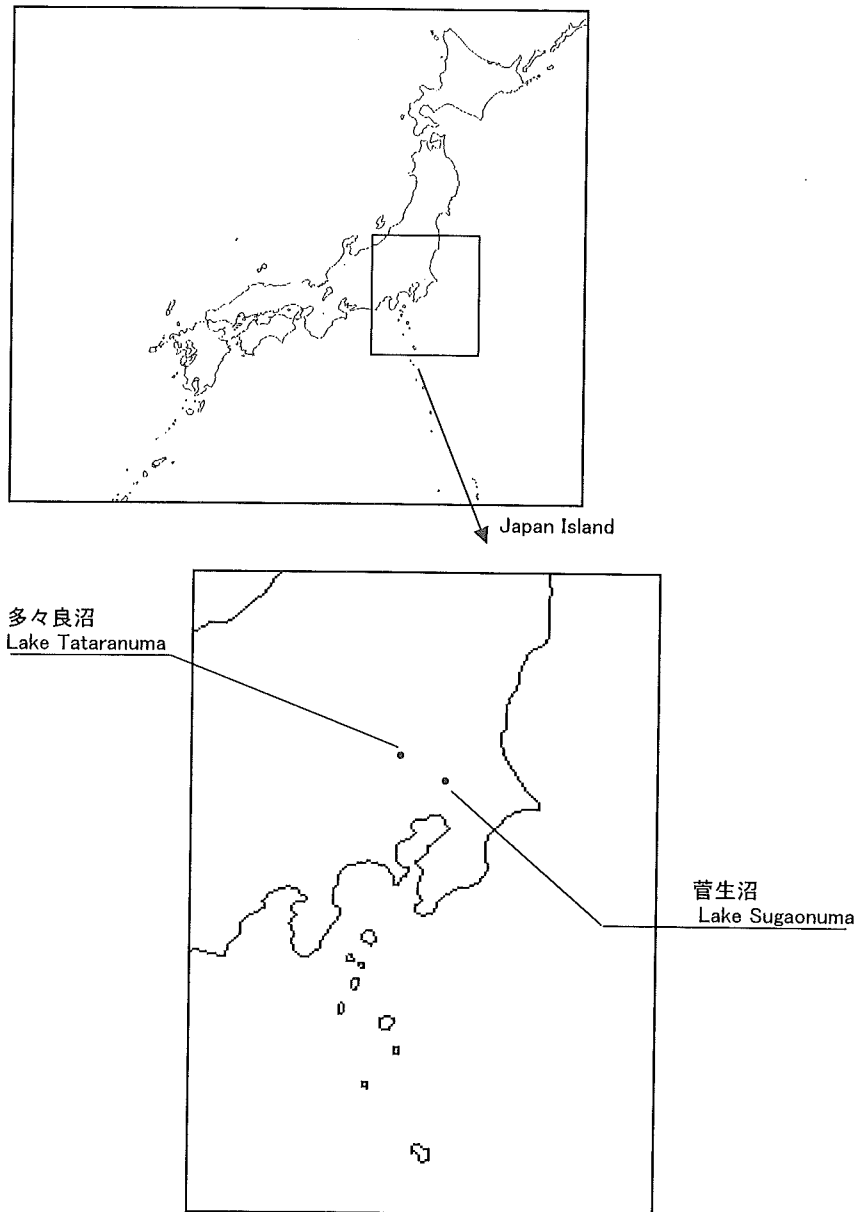 Japan Island
多々良沼
Lake Tataranuma
菅生沼
Lake Sugaonuma